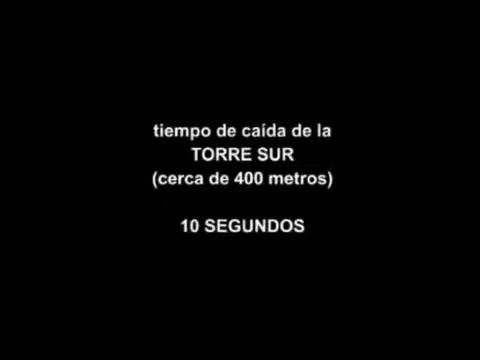 tiempo de caída de la
TORRE SUR
(cerca de 400 metros)
10 SEGUNDOS